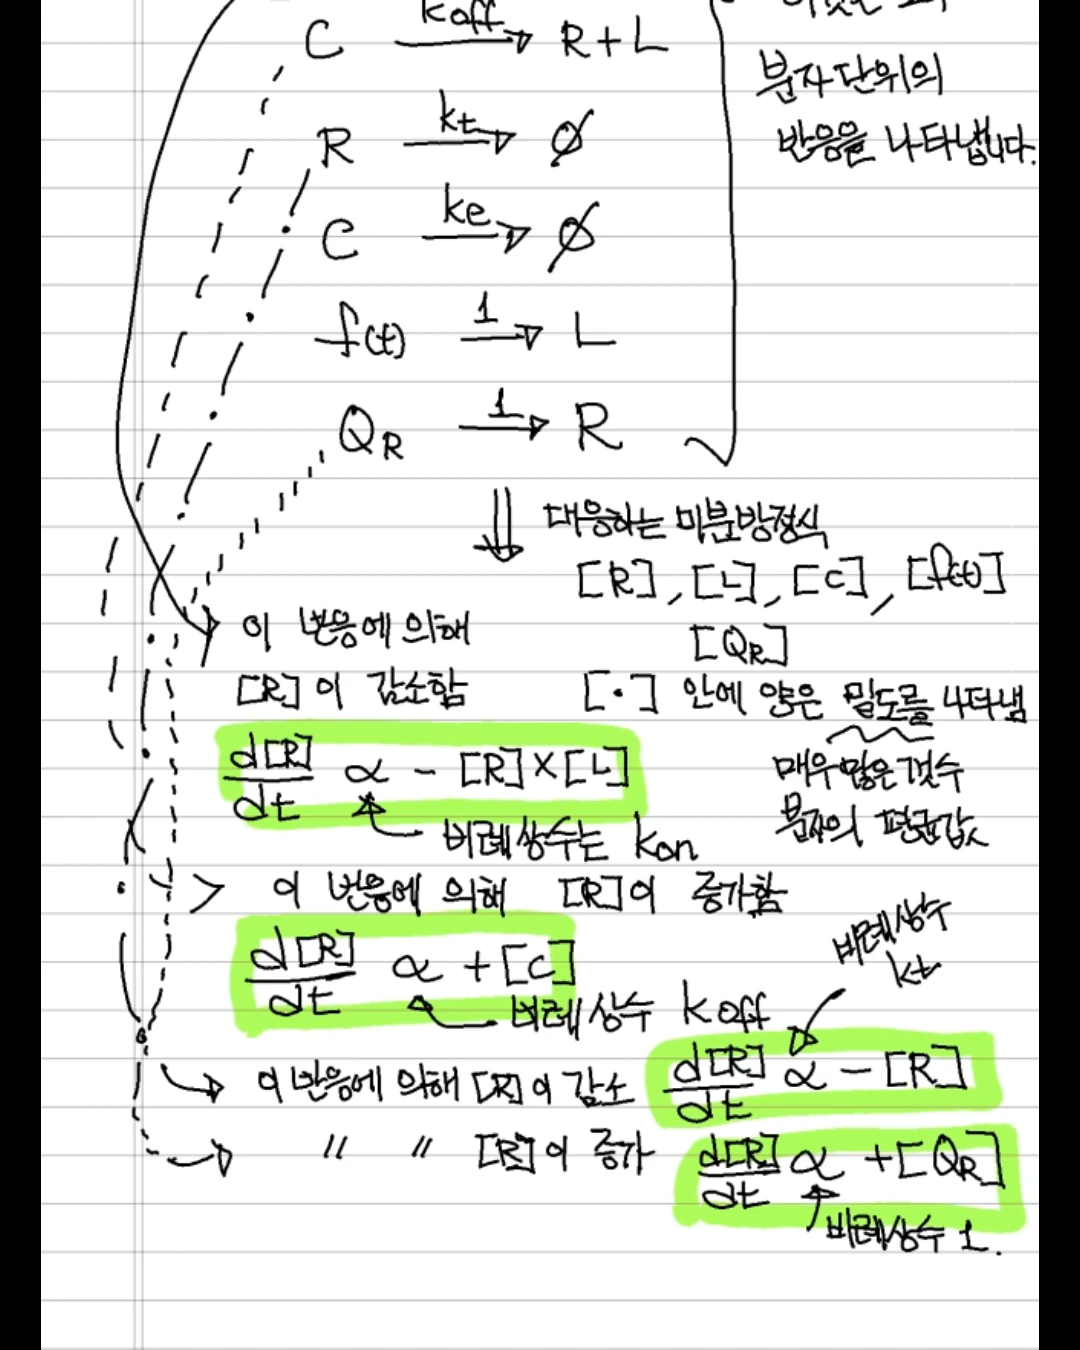 C koff→ R+L
분자단위의
반응을 나타냅니다.
R kt→ ∅
C ke→ ∅
f(t) 1→ L
QR 1→ R
⇓ 대응하는 미분방정식
[R], [L], [C], [f(t)]
[QR]
이 반응에 의해
[R]이 감소함
[·] 안에 양은 밀도를 나타냄
매우 많은 갯수
분자의 평균값
d[R]/dt ∝ - [R]×[L]
비례상수는 kon
이 반응에 의해 [R]이 증가함
d[R]/dt ∝ +[C]
비례상수 koff
비례상수
kt
이 반응에 의해 [R]이 감소 d[R]/dt ∝ -[R]
〃 〃 [R]이 증가 d[R]/dt ∝ +[QR]
비례상수 1.